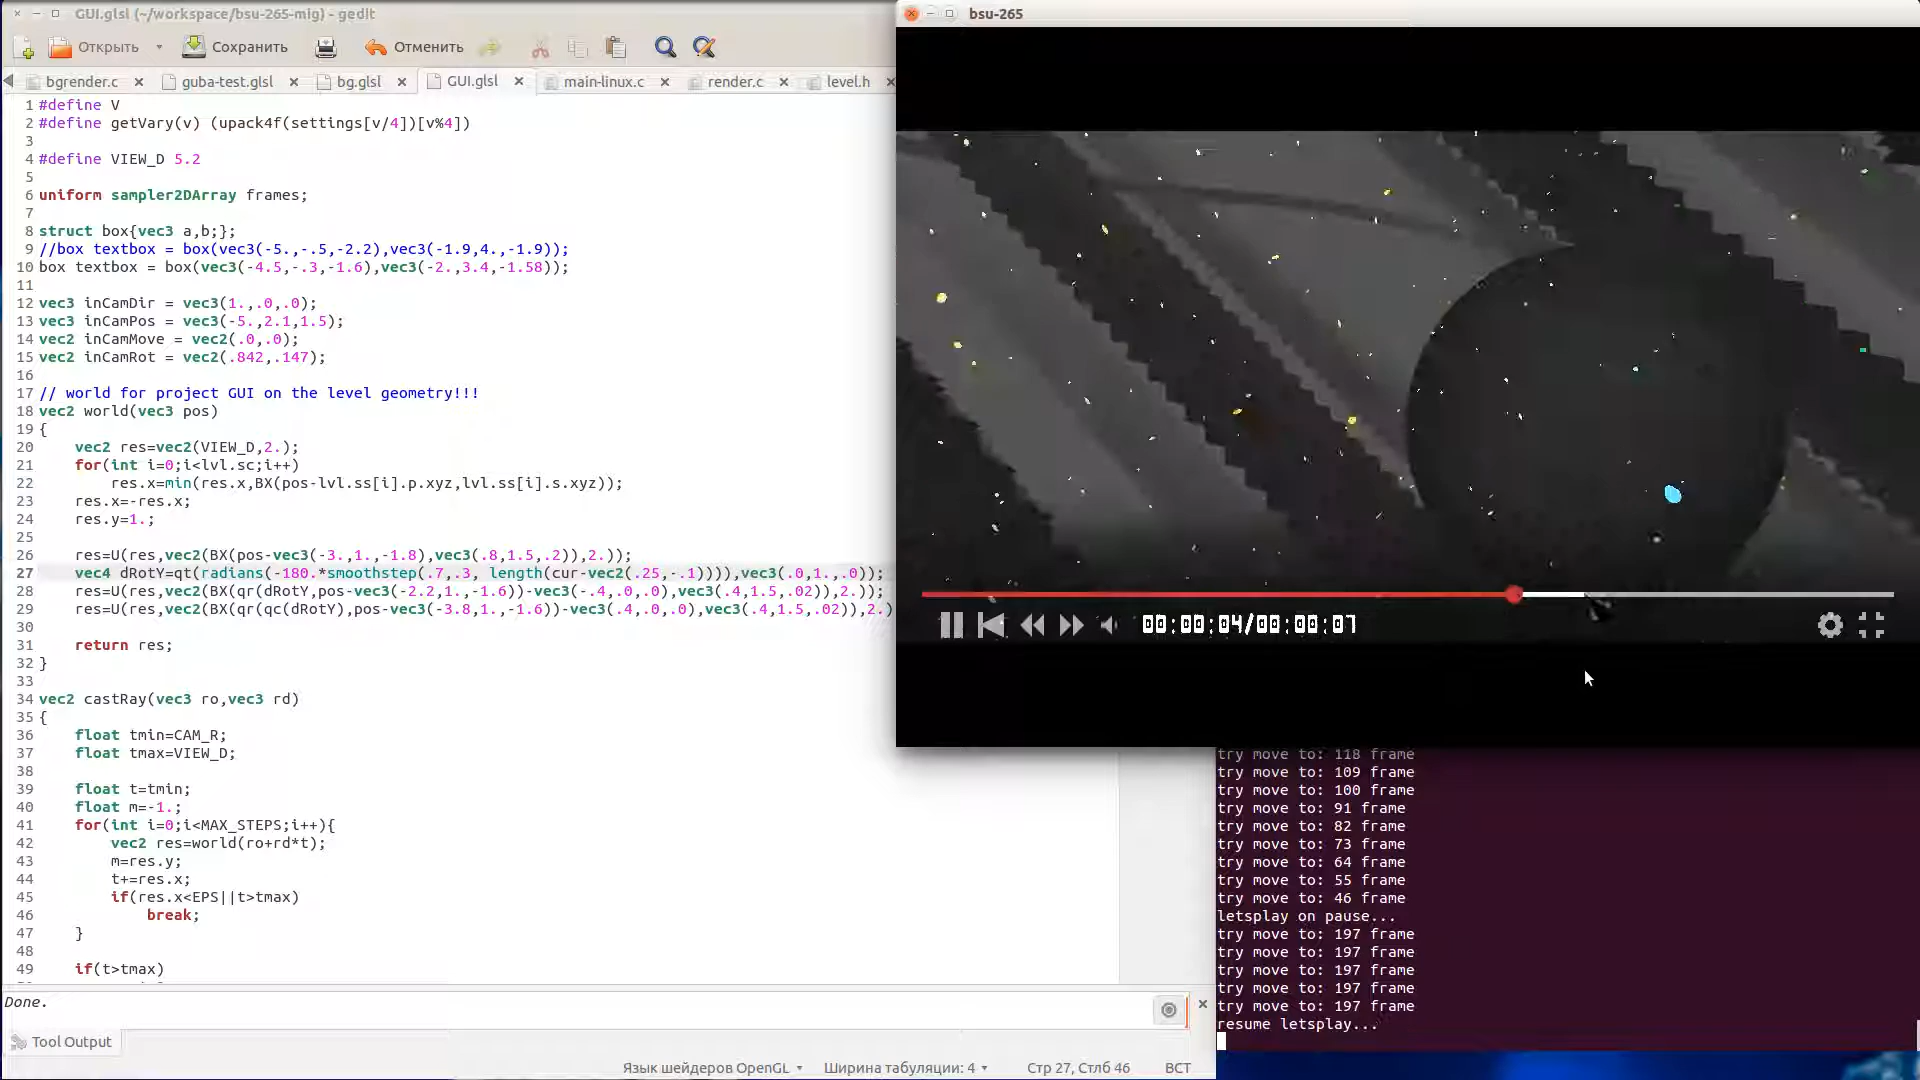 GUI.glsl (~/workspace/bsu-265-mig) - gedit
Открыть Сохранить Отменить
bgrender.c guba-test.glsl bg.glsl GUI.glsl main-linux.c render.c level.h
1 #define V
2 #define getVary(v) (upack4f(settings[v/4])[v%4])
3
4 #define VIEW_D 5.2
5
6 uniform sampler2DArray frames;
7
8 struct box{vec3 a,b;};
9 //box textbox = box(vec3(-5.,-.5,-2.2),vec3(-1.9,4.,-1.9));
10 box textbox = box(vec3(-4.5,-.3,-1.6),vec3(-2.,3.4,-1.58));
11
12 vec3 inCamDir = vec3(1.,.0,.0);
13 vec3 inCamPos = vec3(-5.,2.1,1.5);
14 vec2 inCamMove = vec2(.0,.0);
15 vec2 inCamRot = vec2(.842,.147);
16
17 // world for project GUI on the level geometry!!!
18 vec2 world(vec3 pos)
19 {
20 vec2 res=vec2(VIEW_D,2.);
21 for(int i=0;i<lvl.sc;i++)
22 res.x=min(res.x,BX(pos-lvl.ss[i].p.xyz,lvl.ss[i].s.xyz));
23 res.x=-res.x;
24 res.y=1.;
25
26 res=U(res,vec2(BX(pos-vec3(-3.,1.,-1.8),vec3(.8,1.5,.2)),2.));
27 vec4 dRotY=qt(radians(-180.*smoothstep(.7,.3, length(cur-vec2(.25,-.1)))),vec3(.0,1.,.0));
28 res=U(res,vec2(BX(qr(dRotY,pos-vec3(-2.2,1.,-1.6))-vec3(-.4,.0,.0),vec3(.4,1.5,.02)),2.));
29 res=U(res,vec2(BX(qr(qc(dRotY),pos-vec3(-3.8,1.,-1.6))-vec3(.4,.0,.0),vec3(.4,1.5,.02)),2.)
30
31 return res;
32 }
33
34 vec2 castRay(vec3 ro,vec3 rd)
35 {
36 float tmin=CAM_R;
37 float tmax=VIEW_D;
38
39 float t=tmin;
40 float m=-1.;
41 for(int i=0;i<MAX_STEPS;i++){
42 vec2 res=world(ro+rd*t);
43 m=res.y;
44 t+=res.x;
45 if(res.x<EPS||t>tmax)
46 break;
47 }
48
49 if(t>tmax)
Done.
Tool Output
Язык шейдеров OpenGL Ширина табуляции: 4 Стр 27, Стлб 46 ВСТ
bsu-265
00:00:04/00:00:07
try move to: 118 frame
try move to: 109 frame
try move to: 100 frame
try move to: 91 frame
try move to: 82 frame
try move to: 73 frame
try move to: 64 frame
try move to: 55 frame
try move to: 46 frame
letsplay on pause...
try move to: 197 frame
try move to: 197 frame
try move to: 197 frame
try move to: 197 frame
try move to: 197 frame
resume letsplay...